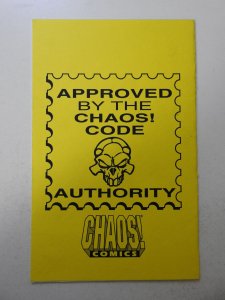 APPROVED
BY THE
CHAOS!
CODE
AUTHORITY
CHAOS!
COMICS